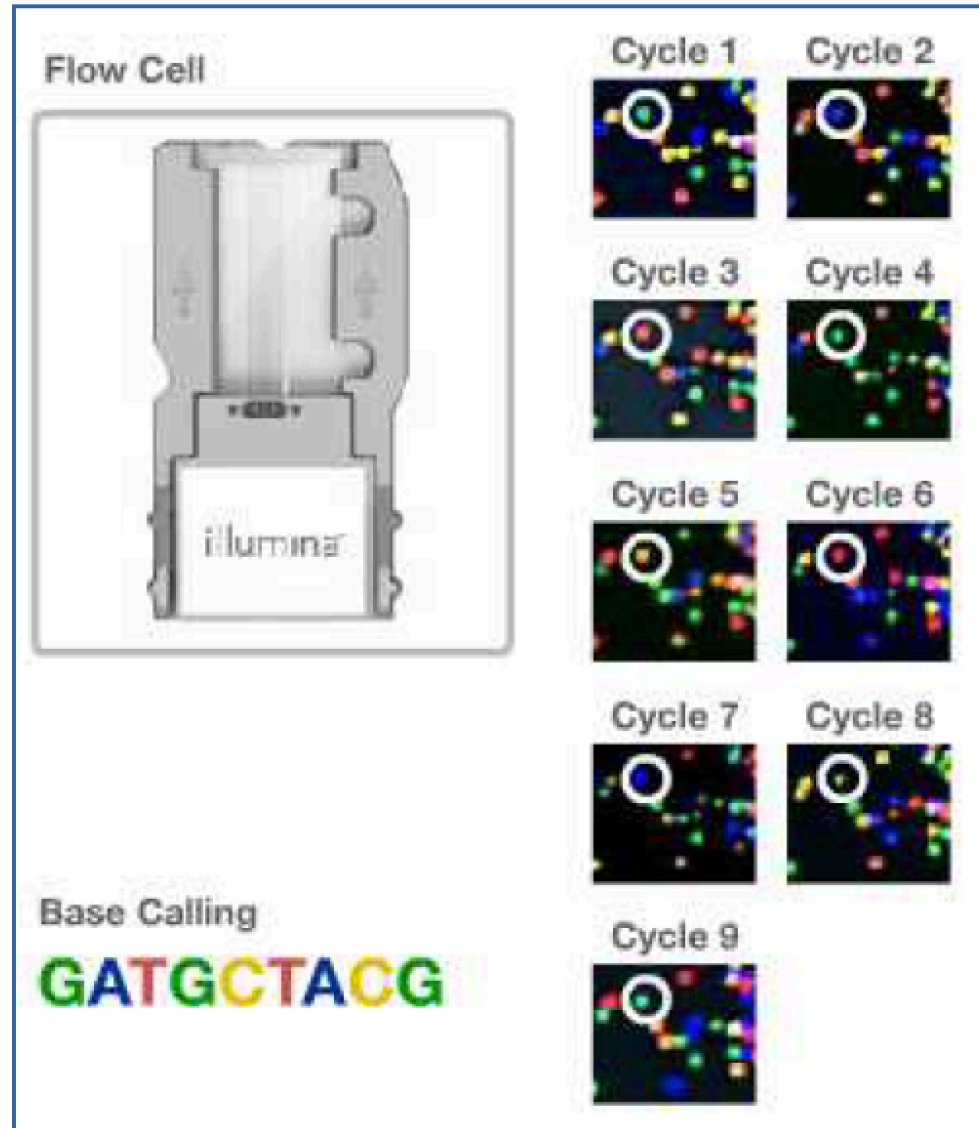 Flow Cell
Cycle 1
Cycle 2
Cycle 3
Cycle 4
illumina
Cycle 5
Cycle 6
Cycle 7
Cycle 8
Base Calling
GATGCTACG
Cycle 9